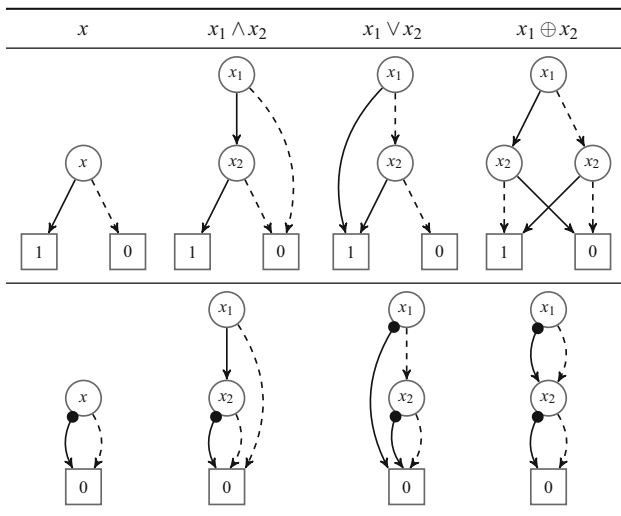 x x₁ ∧ x₂ x₁ ∨ x₂ x₁ ⊕ x₂
x₁ x₁ x₁
x x₂ x₂ x₂ x₂
1 0 1 0 1 0 1 0
x₁ x₁ x₁
x x₂ x₂ x₂
0 0 0 0